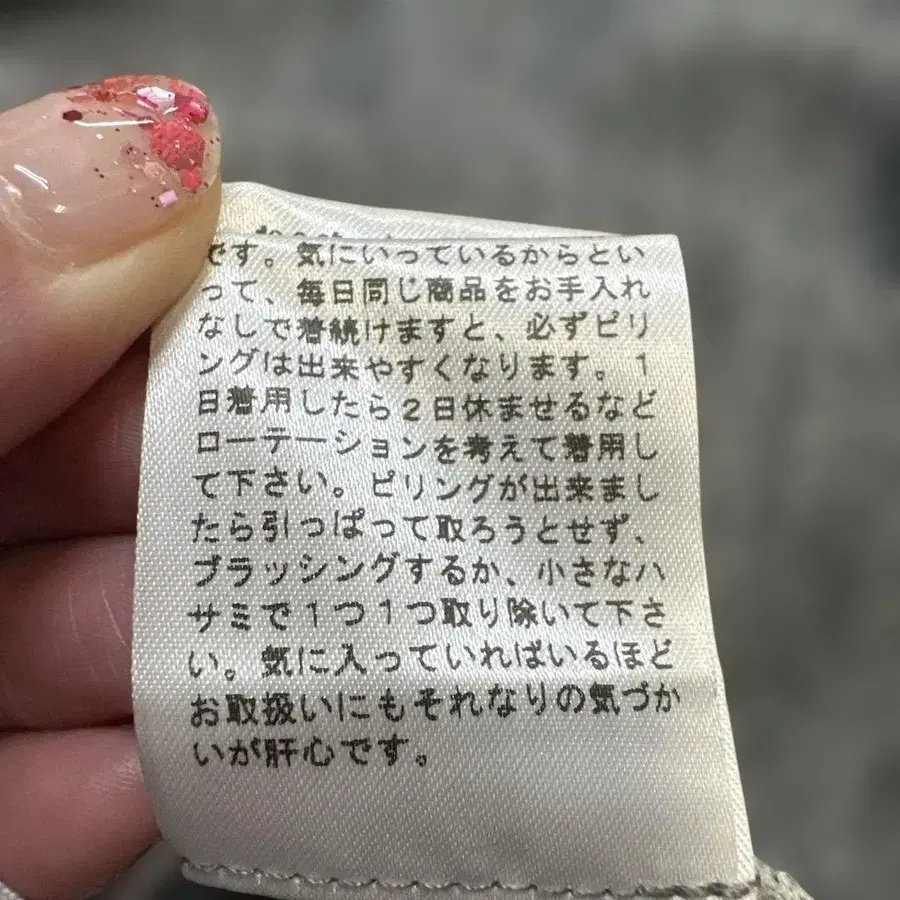 です。気にいっているからとい
って、毎日同じ商品をお手入れ
なしで着続けますと、必ずピリ
ングは出来やすくなります。1
日着用したら2日休ませるなど
ローテーションを考えて着用し
て下さい。ピリングが出来まし
たら引っぱって取ろうとせず、
ブラッシングするか、小さなハ
サミで1つ1つ取り除いて下さ
い。気に入っていればいるほど
お取扱いにもそれなりの気づか
いが肝心です。